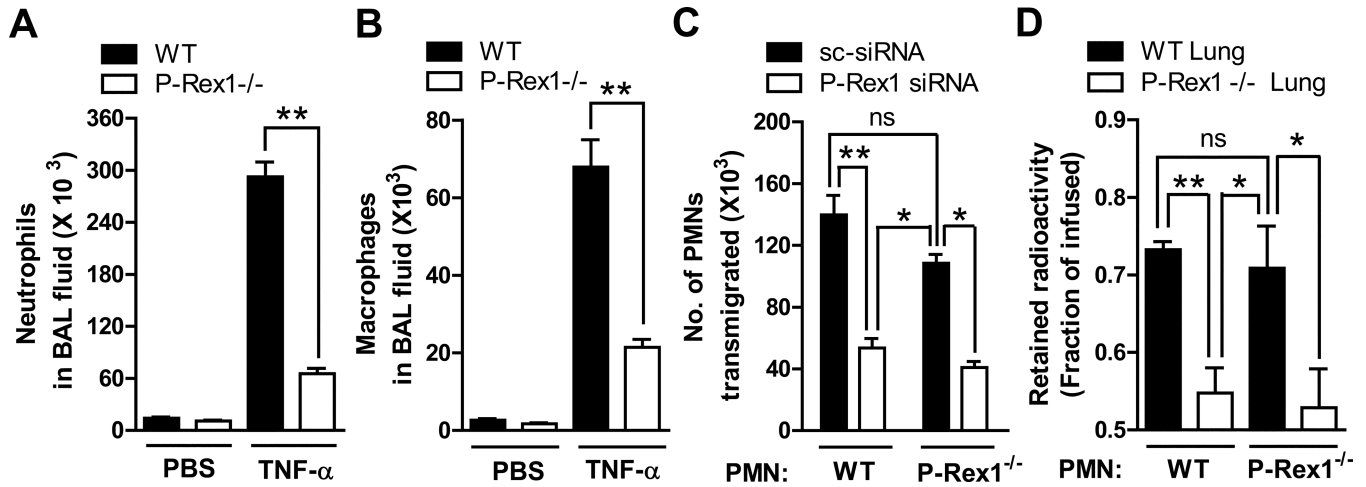 A
WT
P-Rex1-/-
Neutrophils
in BAL fluid (X 10 3)
360
300
240
180
120
60
0
**
PBS
TNF-α
B
WT
P-Rex1-/-
Macrophages
in BAL fluid (X10³)
80
60
40
20
0
**
PBS
TNF-α
C
sc-siRNA
P-Rex1 siRNA
No. of PMNs
transmigrated (X10³)
200
160
120
80
40
0
ns
**
*
*
PMN:
WT
P-Rex1-/-
D
WT Lung
P-Rex1 -/- Lung
Retained radioactivity
(Fraction of infused)
0.9
0.8
0.7
0.6
0.5
ns
*
**
*
PMN:
WT
P-Rex1-/-